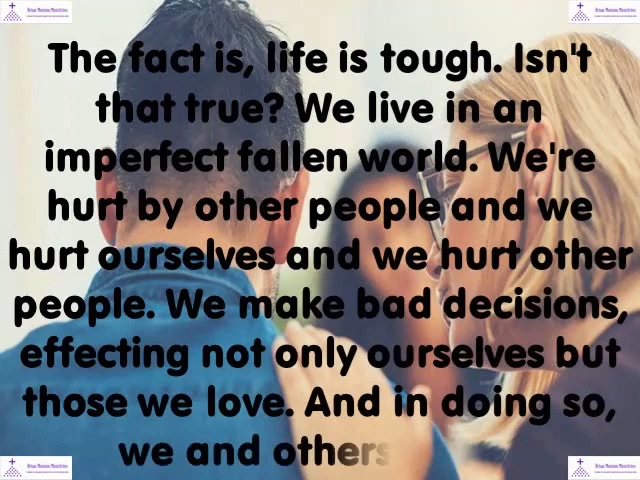 The fact is, life is tough. Isn't
that true? We live in an
imperfect fallen world. We're
hurt by other people and we
hurt ourselves and we hurt other
people. We make bad decisions,
effecting not only ourselves but
those we love. And in doing so,
we and others